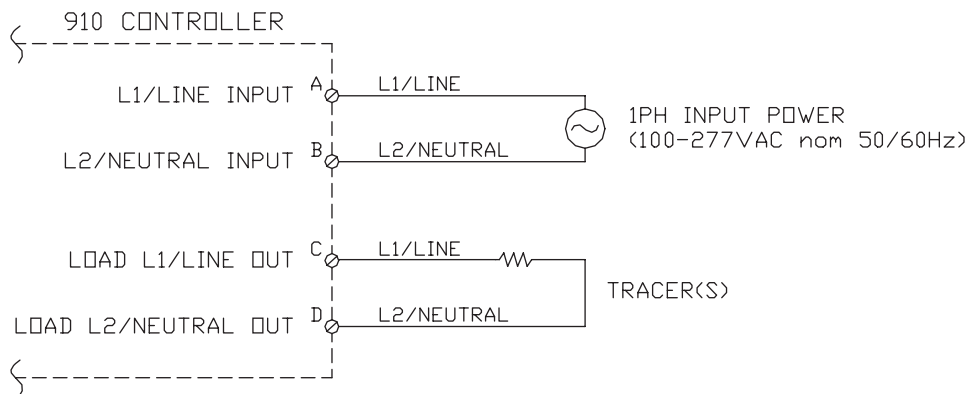 910 CONTROLLER
L1/LINE INPUT A L1/LINE
1PH INPUT POWER
(100-277VAC nom 50/60Hz)
L2/NEUTRAL INPUT B L2/NEUTRAL
LOAD L1/LINE OUT C L1/LINE
TRACER(S)
LOAD L2/NEUTRAL OUT D L2/NEUTRAL